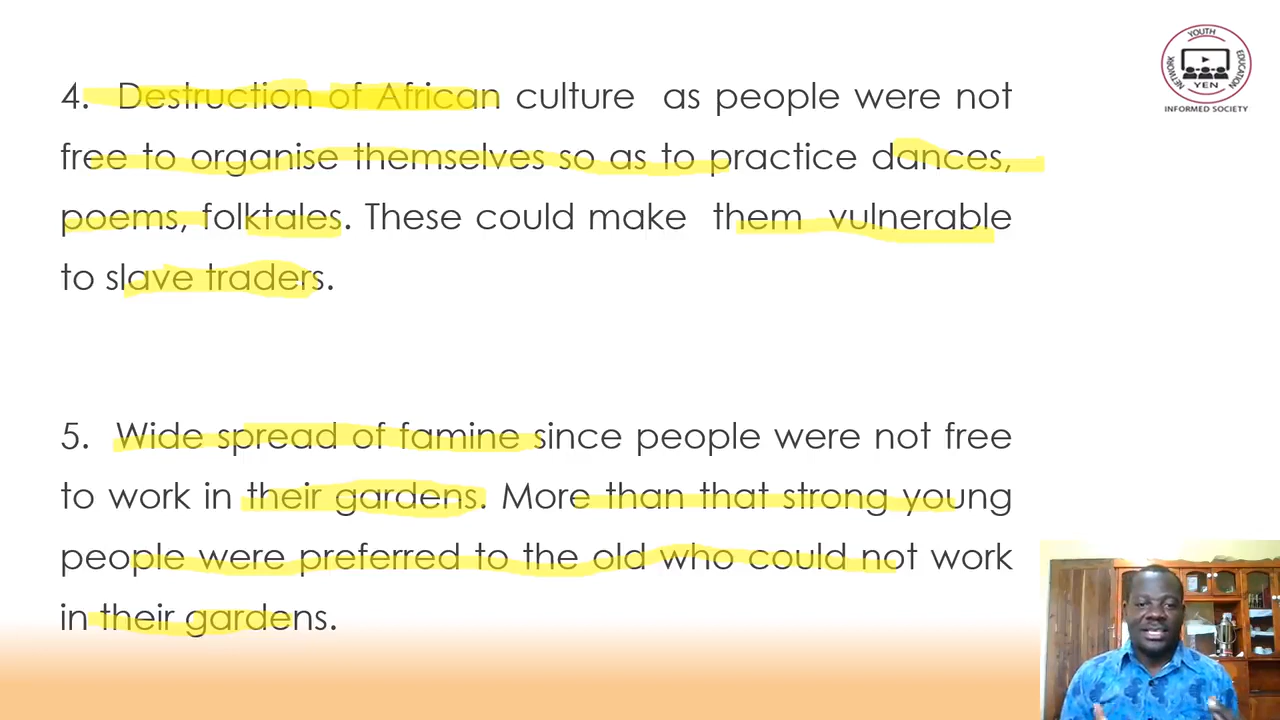 YOUTH
EDUCATION
NETWORK
YEN
INFORMED SOCIETY
4. Destruction of African culture as people were not
free to organise themselves so as to practice dances,
poems, folktales. These could make them vulnerable
to slave traders.
5. Wide spread of famine since people were not free
to work in their gardens. More than that strong young
people were preferred to the old who could not work
in their gardens.